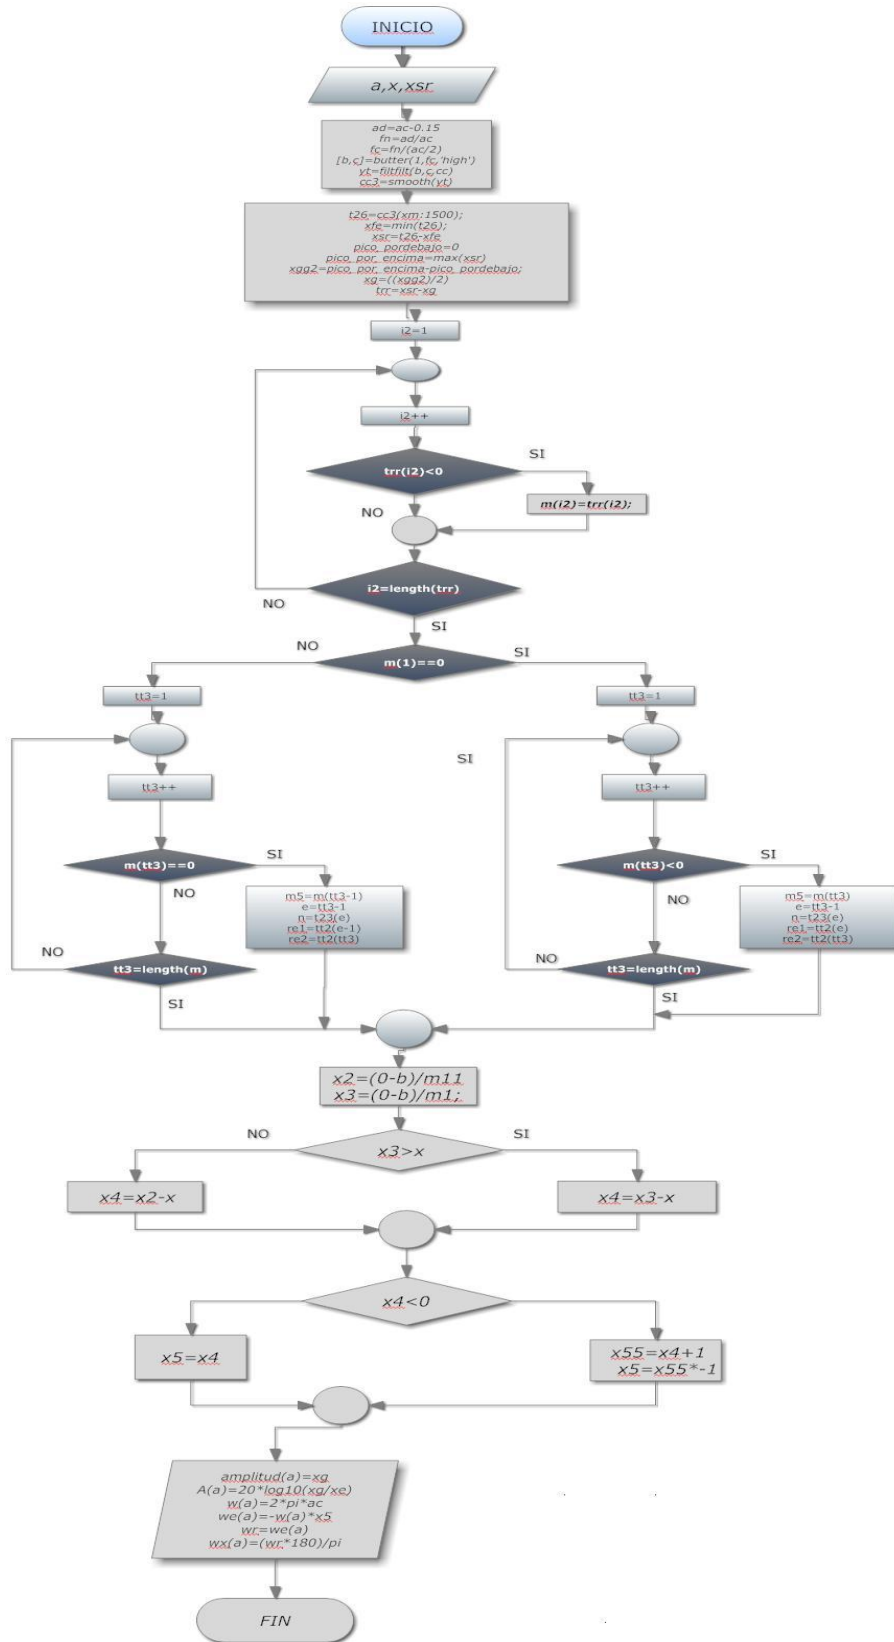 INICIO
a,x,xsr
ad=ac-0.15
fn=ad/ac
fc=fn/(ac/2)
[b,c]=butter(1,fc,'high')
yt=filtfilt(b,c,cc)
cc3=smooth(yt)
t26=cc3(xm:1500);
xfe=min(t26);
xsr=t26-xfe
pico_pordebajo=0
pico_por_encima=max(xsr)
xgg2=pico_por_encima-pico_pordebajo;
xg=((xgg2)/2)
trr=xsr-xg
i2=1
i2++
trr(i2)<0
SI
m(i2)=trr(i2);
NO
i2=length(trr)
NO
SI
NO
m(1)==0
SI
tt3=1
tt3=1
SI
tt3++
tt3++
m(tt3)==0
SI
NO
m5=m(tt3-1)
e=tt3-1
n=t23(e)
re1=tt2(e-1)
re2=tt2(tt3)
m(tt3)<0
SI
NO
m5=m(tt3)
e=tt3-1
n=t23(e)
re1=tt2(e)
re2=tt2(tt3)
NO
tt3=length(m)
SI
NO
tt3=length(m)
SI
x2=(0-b)/m11
x3=(0-b)/m1;
NO
x3>x
SI
x4=x2-x
x4=x3-x
x4<0
x5=x4
x55=x4+1
x5=x55*-1
amplitud(a)=xg
A(a)=20*log10(xg/xe)
w(a)=2*pi*ac
we(a)=-w(a)*x5
wr=we(a)
wx(a)=(wr*180)/pi
FIN